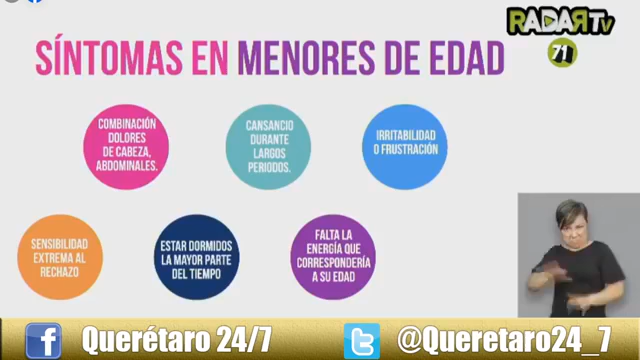 RADAR TV
71
SÍNTOMAS EN MENORES DE EDAD
COMBINACIÓN
DOLORES
DE CABEZA,
ABDOMINALES.
CANSANCIO
DURANTE
LARGOS
PERIODOS.
IRRITABILIDAD
O FRUSTRACIÓN
SENSIBILIDAD
EXTREMA AL
RECHAZO
ESTAR DORMIDOS
LA MAYOR PARTE
DEL TIEMPO
FALTA LA
ENERGÍA QUE
CORRESPONDERÍA
A SU EDAD
Querétaro 24/7
@Queretaro24_7